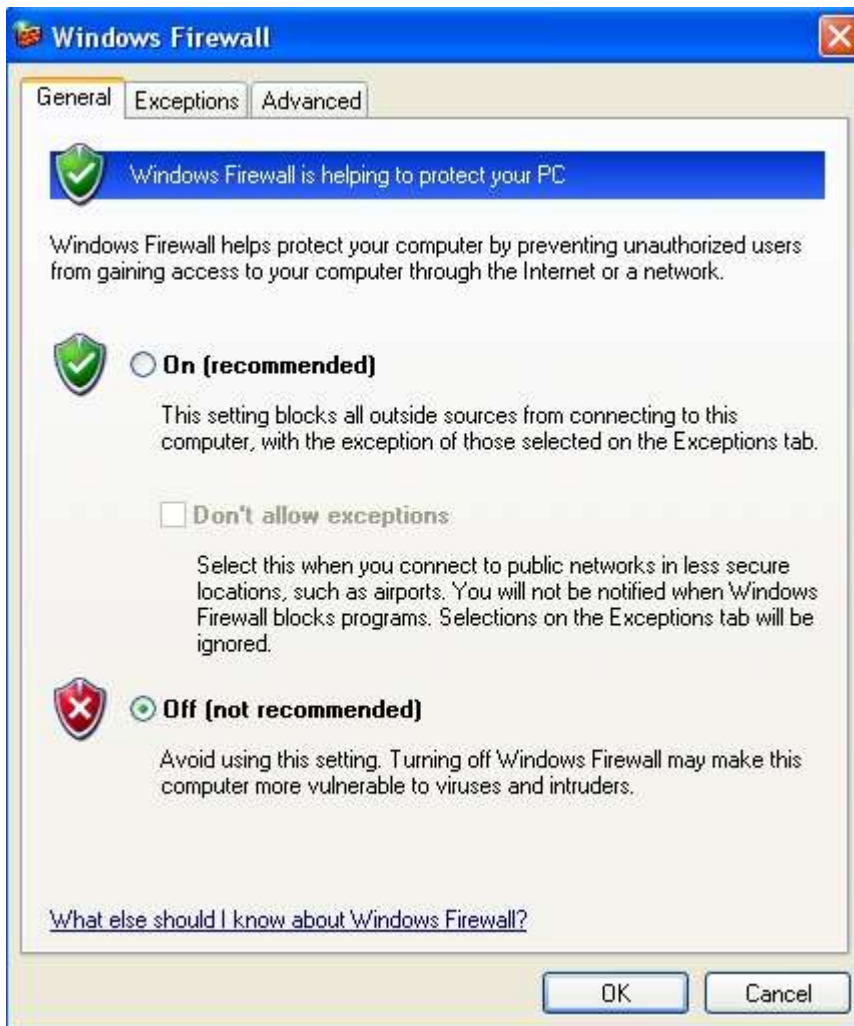 Windows Firewall
General Exceptions Advanced
Windows Firewall is helping to protect your PC
Windows Firewall helps protect your computer by preventing unauthorized users
from gaining access to your computer through the Internet or a network.
On (recommended)
This setting blocks all outside sources from connecting to this
computer, with the exception of those selected on the Exceptions tab.
Don't allow exceptions
Select this when you connect to public networks in less secure
locations, such as airports. You will not be notified when Windows
Firewall blocks programs. Selections on the Exceptions tab will be
ignored.
Off (not recommended)
Avoid using this setting. Turning off Windows Firewall may make this
computer more vulnerable to viruses and intruders.
What else should I know about Windows Firewall?
OK Cancel